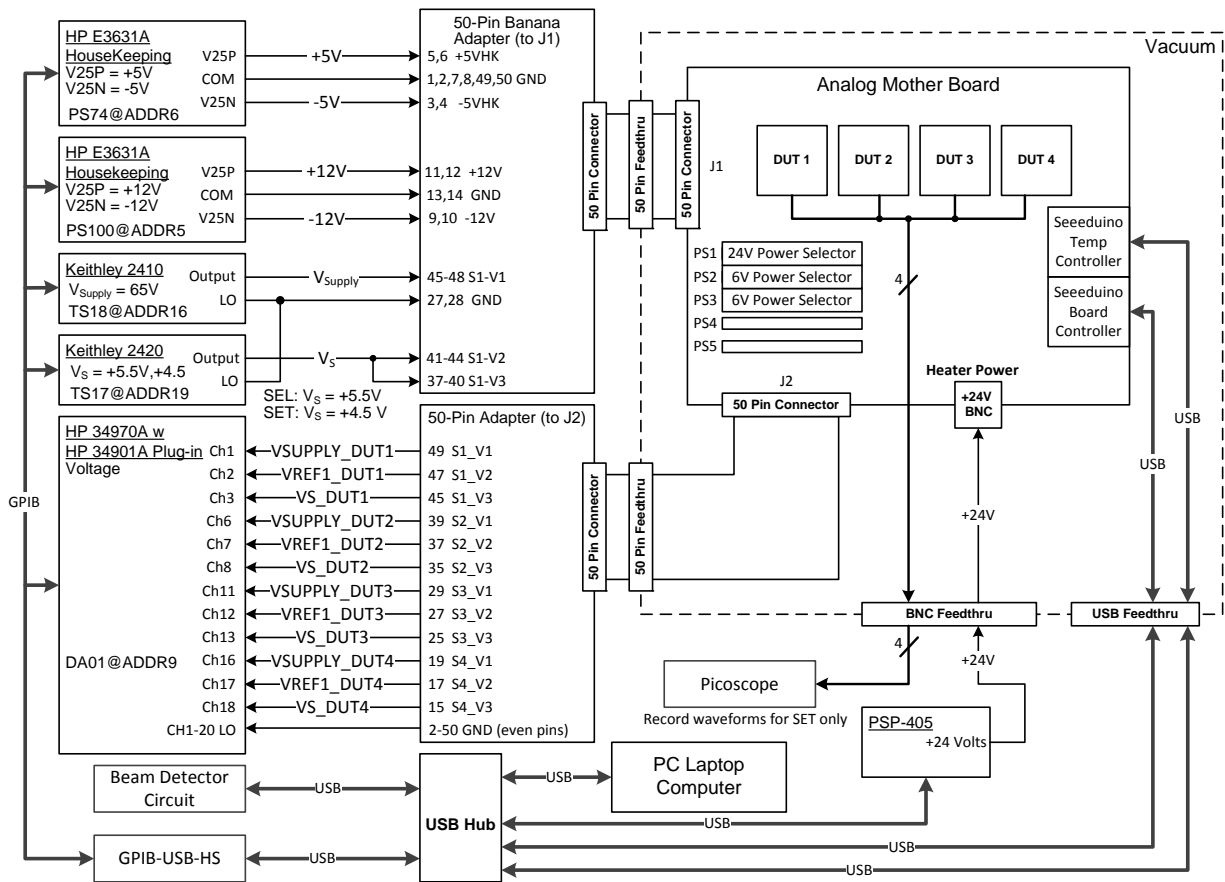 HP E3631A
HouseKeeping
V25P = +5V
V25N = -5V
PS74@ADDR6
V25P
COM
V25N
+5V
-5V
50-Pin Banana
Adapter (to J1)
5,6 +5VHK
1,2,7,8,49,50 GND
3,4 -5VHK
HP E3631A
Housekeeping
V25P = +12V
V25N = -12V
PS100@ADDR5
V25P
COM
V25N
+12V
-12V
11,12 +12V
13,14 GND
9,10 -12V
Keithley 2410
VSupply = 65V
TS18@ADDR16
Output
LO
VSupply
45-48 S1-V1
27,28 GND
Keithley 2420
VS = +5.5V,+4.5
TS17@ADDR19
Output
LO
VS
41-44 S1-V2
37-40 S1-V3
SEL: VS = +5.5V
SET: VS = +4.5 V
50 Pin Connector
50 Pin Feedthru
50 Pin Connector
J1
Vacuum
Analog Mother Board
DUT 1
DUT 2
DUT 3
DUT 4
PS1 24V Power Selector
PS2 6V Power Selector
PS3 6V Power Selector
PS4
PS5
4
Seeeduino
Temp
Controller
Seeeduino
Board
Controller
Heater Power
+24V
BNC
J2
50 Pin Connector
USB
USB
+24V
GPIB
HP 34970A w
HP 34901A Plug-in
Voltage
DA01@ADDR9
50-Pin Adapter (to J2)
Ch1 VSUPPLY_DUT1 49 S1_V1
Ch2 VREF1_DUT1 47 S1_V2
Ch3 VS_DUT1 45 S1_V3
Ch6 VSUPPLY_DUT2 39 S2_V1
Ch7 VREF1_DUT2 37 S2_V2
Ch8 VS_DUT2 35 S2_V3
Ch11 VSUPPLY_DUT3 29 S3_V1
Ch12 VREF1_DUT3 27 S3_V2
Ch13 VS_DUT3 25 S3_V3
Ch16 VSUPPLY_DUT4 19 S4_V1
Ch17 VREF1_DUT4 17 S4_V2
Ch18 VS_DUT4 15 S4_V3
CH1-20 LO 2-50 GND (even pins)
50 Pin Connector
50 Pin Feedthru
BNC Feedthru
USB Feedthru
4
+24V
Picoscope
Record waveforms for SET only
PSP-405
+24 Volts
Beam Detector
Circuit
USB
USB Hub
USB
PC Laptop
Computer
USB
GPIB-USB-HS
USB
USB
USB